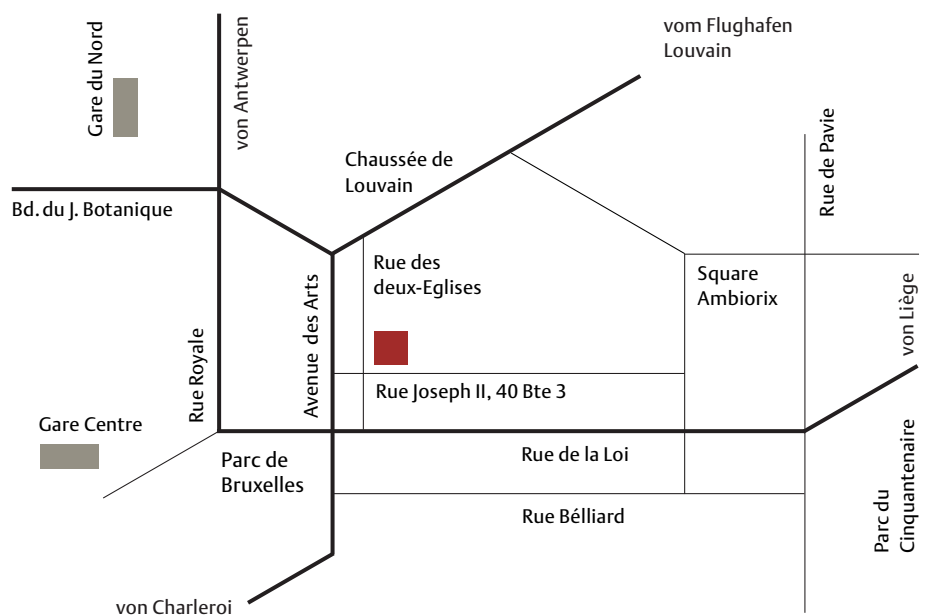 vom Flughafen
Louvain
Gare du Nord
von Antwerpen
Rue de Pavie
Chaussée de
Louvain
Bd. du J. Botanique
Rue des
deux-Eglises
Square
Ambiorix
von Liège
Avenue des Arts
Rue Royale
Rue Joseph II, 40 Bte 3
Gare Centre
Parc de
Bruxelles
Rue de la Loi
Parc du
Cinquantenaire
Rue Bélliard
von Charleroi